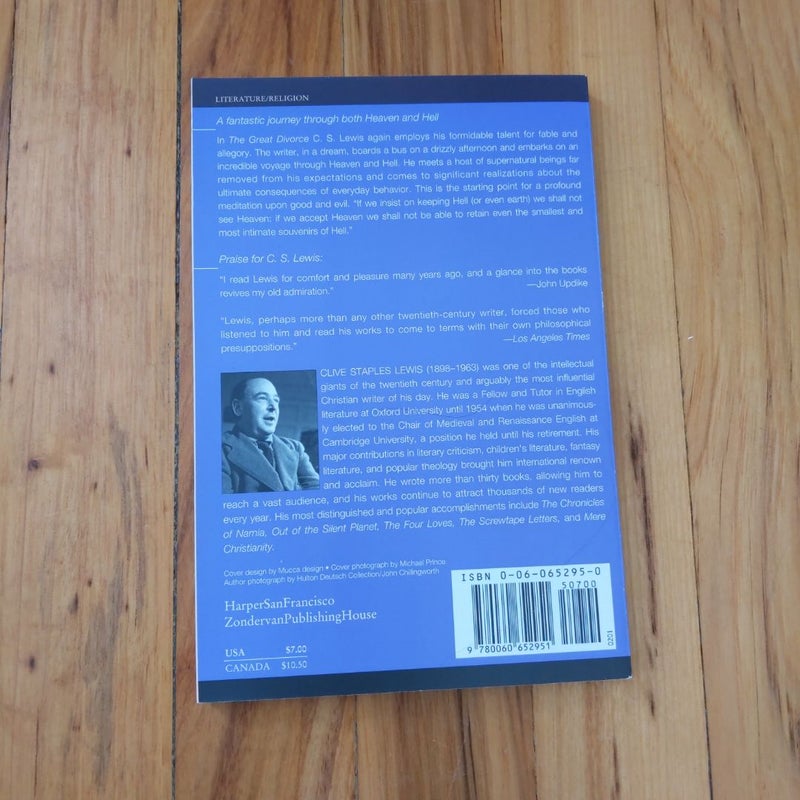 LITERATURE/RELIGION
A fantastic journey through both Heaven and Hell
In The Great Divorce C. S. Lewis again employs his formidable talent for fable and
allegory. The writer, in a dream, boards a bus on a drizzly afternoon and embarks on an
incredible voyage through Heaven and Hell. He meets a host of supernatural beings far
removed from his expectations and comes to significant realizations about the
ultimate consequences of everyday behavior. This is the starting point for a profound
meditation upon good and evil. "If we insist on keeping Hell (or even earth) we shall not
see Heaven: if we accept Heaven we shall not be able to retain even the smallest and
most intimate souvenirs of Hell."
Praise for C. S. Lewis:
"I read Lewis for comfort and pleasure many years ago, and a glance into the books
revives my old admiration."
—John Updike
"Lewis, perhaps more than any other twentieth-century writer, forced those who
listened to him and read his works to come to terms with their own philosophical
presuppositions."
—Los Angeles Times
CLIVE STAPLES LEWIS (1898–1963) was one of the intellectual
giants of the twentieth century and arguably the most influential
Christian writer of his day. He was a Fellow and Tutor in English
literature at Oxford University until 1954 when he was unanimous-
ly elected to the Chair of Medieval and Renaissance English at
Cambridge University, a position he held until his retirement. His
major contributions in literary criticism, children's literature, fantasy
literature, and popular theology brought him international renown
and acclaim. He wrote more than thirty books, allowing him to
reach a vast audience, and his works continue to attract thousands of new readers
every year. His most distinguished and popular accomplishments include The Chronicles
of Narnia, Out of the Silent Planet, The Four Loves, The Screwtape Letters, and Mere
Christianity.
Cover design by Mucca design • Cover photograph by Michael Prince
Author photograph by Hulton Deutsch Collection/John Chillingworth
HarperSanFrancisco
ZondervanPublishingHouse
USA $7.00
CANADA $10.50
ISBN 0-06-065295-0
50700
9 780060 652951
0201